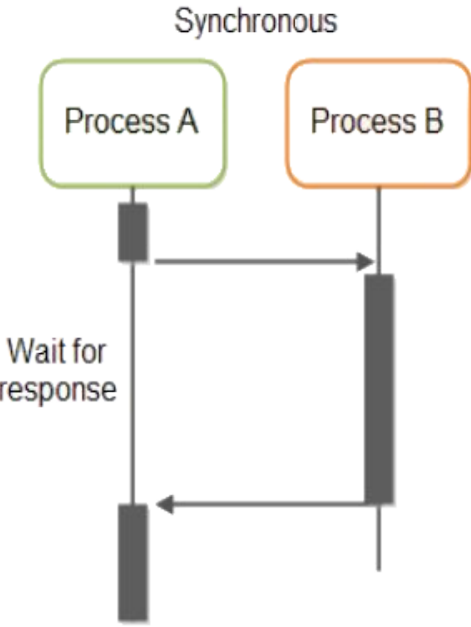 Synchronous
Process A
Process B
Wait for
response